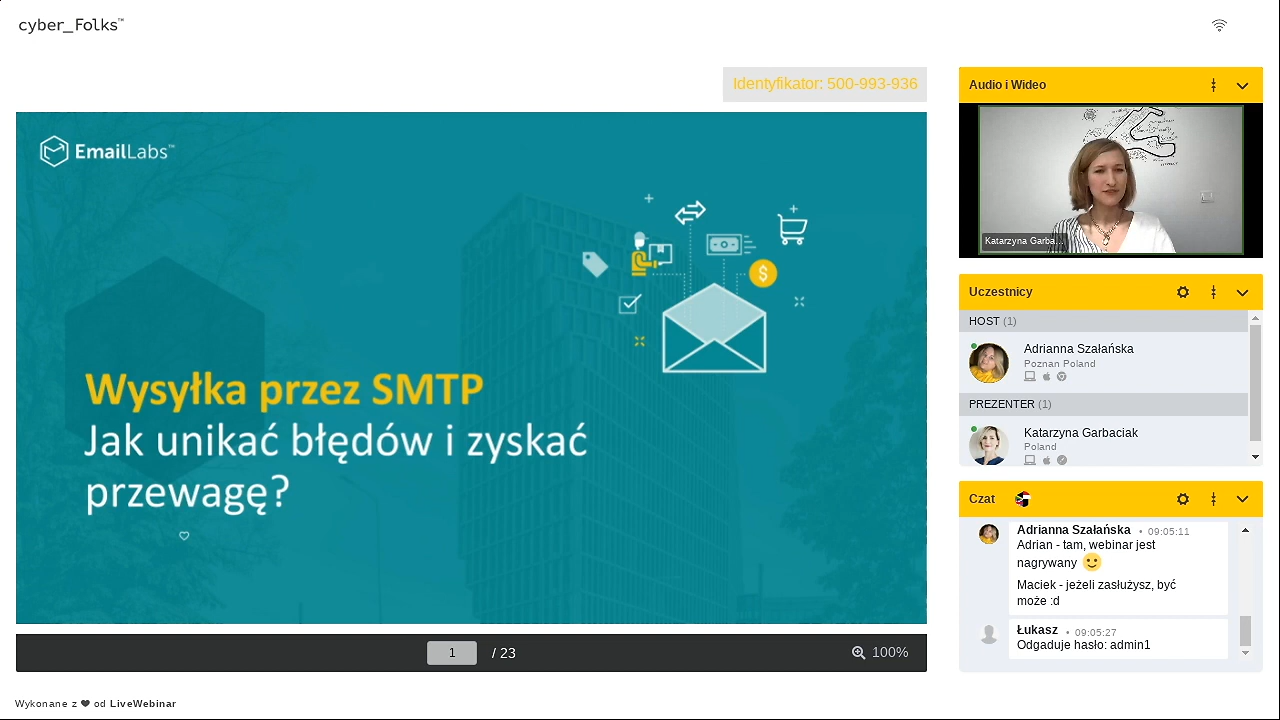 cyber_Folks™
Identyfikator: 500-993-936
EmailLabs™
Wysyłka przez SMTP
Jak unikać błędów i zyskać
przewagę?
1 / 23
100%
Wykonane z ❤ od LiveWebinar
Audio i Wideo
Katarzyna Garba...
Uczestnicy
HOST (1)
Adrianna Szałańska
Poznan Poland
PREZENTER (1)
Katarzyna Garbaciak
Poland
Czat
Adrianna Szałańska • 09:05:11
Adrian - tam, webinar jest
nagrywany 🙂
Maciek - jeżeli zasłużysz, być
może :d
Łukasz • 09:05:27
Odgaduje hasło: admin1